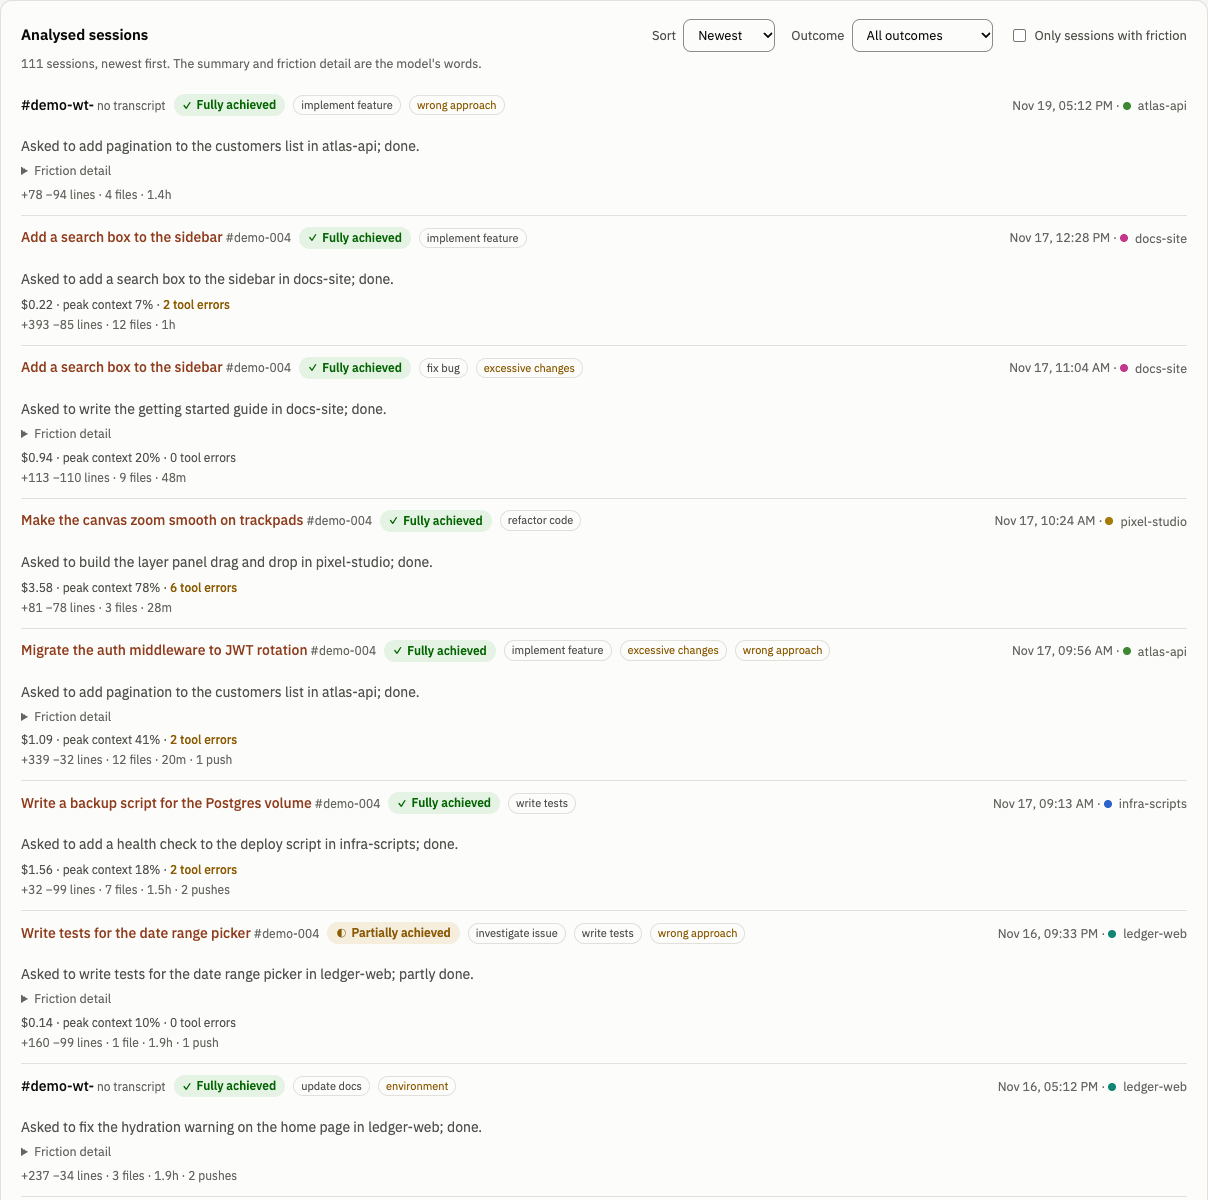 Analysed sessions Sort Newest Outcome All outcomes Only sessions with friction
111 sessions, newest first. The summary and friction detail are the model's words.
#demo-wt- no transcript ✓ Fully achieved implement feature wrong approach Nov 19, 05:12 PM · atlas-api
Asked to add pagination to the customers list in atlas-api; done.
Friction detail
+78 −94 lines · 4 files · 1.4h
Add a search box to the sidebar #demo-004 ✓ Fully achieved implement feature Nov 17, 12:28 PM · docs-site
Asked to add a search box to the sidebar in docs-site; done.
$0.22 · peak context 7% · 2 tool errors
+393 −85 lines · 12 files · 1h
Add a search box to the sidebar #demo-004 ✓ Fully achieved fix bug excessive changes Nov 17, 11:04 AM · docs-site
Asked to write the getting started guide in docs-site; done.
Friction detail
$0.94 · peak context 20% · 0 tool errors
+113 −110 lines · 9 files · 48m
Make the canvas zoom smooth on trackpads #demo-004 ✓ Fully achieved refactor code Nov 17, 10:24 AM · pixel-studio
Asked to build the layer panel drag and drop in pixel-studio; done.
$3.58 · peak context 78% · 6 tool errors
+81 −78 lines · 3 files · 28m
Migrate the auth middleware to JWT rotation #demo-004 ✓ Fully achieved implement feature excessive changes wrong approach Nov 17, 09:56 AM · atlas-api
Asked to add pagination to the customers list in atlas-api; done.
Friction detail
$1.09 · peak context 41% · 2 tool errors
+339 −32 lines · 12 files · 20m · 1 push
Write a backup script for the Postgres volume #demo-004 ✓ Fully achieved write tests Nov 17, 09:13 AM · infra-scripts
Asked to add a health check to the deploy script in infra-scripts; done.
$1.56 · peak context 18% · 2 tool errors
+32 −99 lines · 7 files · 1.5h · 2 pushes
Write tests for the date range picker #demo-004 Partially achieved investigate issue write tests wrong approach Nov 16, 09:33 PM · ledger-web
Asked to write tests for the date range picker in ledger-web; partly done.
Friction detail
$0.14 · peak context 10% · 0 tool errors
+160 −99 lines · 1 file · 1.9h · 1 push
#demo-wt- no transcript ✓ Fully achieved update docs environment Nov 16, 05:12 PM · ledger-web
Asked to fix the hydration warning on the home page in ledger-web; done.
Friction detail
+237 −34 lines · 3 files · 1.9h · 2 pushes